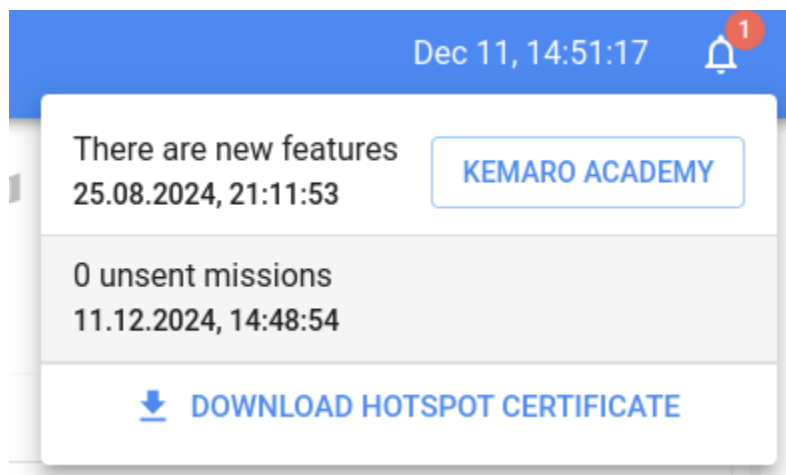 Dec 11, 14:51:17
1
There are new features
25.08.2024, 21:11:53
KEMARO ACADEMY
0 unsent missions
11.12.2024, 14:48:54
DOWNLOAD HOTSPOT CERTIFICATE